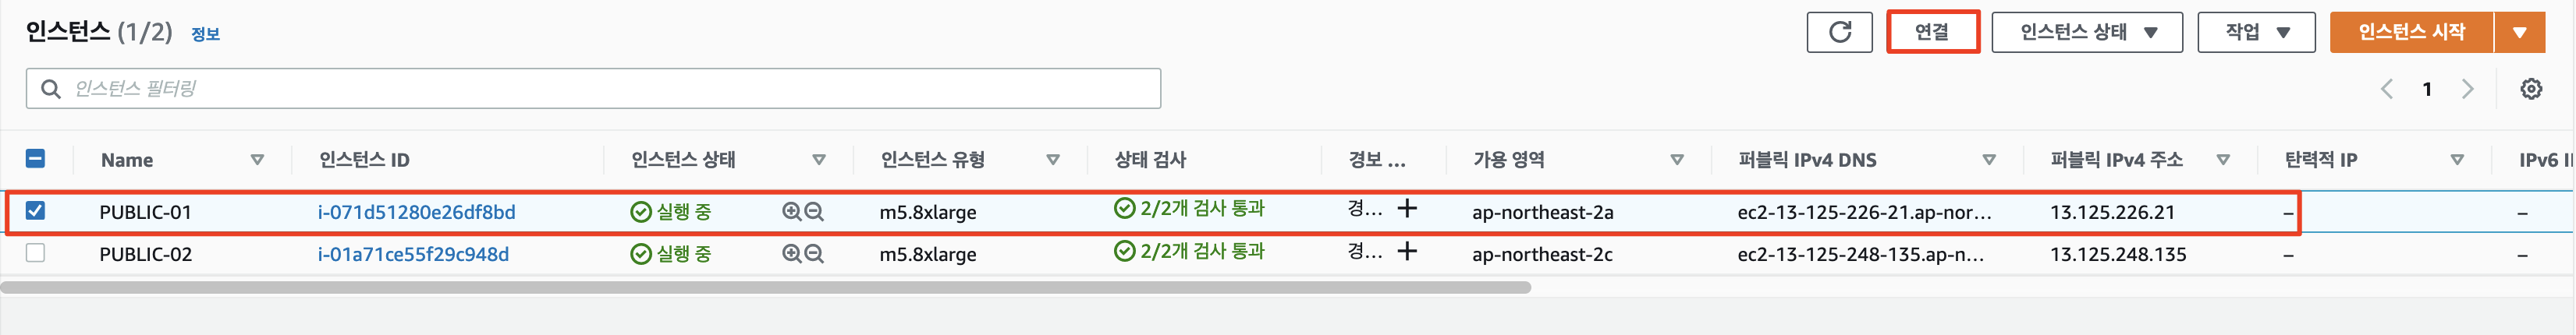 인스턴스 (1/2) 정보 연결 인스턴스 상태 작업 인스턴스 시작
인스턴스 필터링 1
Name 인스턴스 ID 인스턴스 상태 인스턴스 유형 상태 검사 경보 ... 가용 영역 퍼블릭 IPv4 DNS 퍼블릭 IPv4 주소 탄력적 IP IPv6
PUBLIC-01 i-071d51280e26df8bd 실행 중 m5.8xlarge 2/2개 검사 통과 경... + ap-northeast-2a ec2-13-125-226-21.ap-nor... 13.125.226.21 – –
PUBLIC-02 i-01a71ce55f29c948d 실행 중 m5.8xlarge 2/2개 검사 통과 경... + ap-northeast-2c ec2-13-125-248-135.ap-n... 13.125.248.135 – –